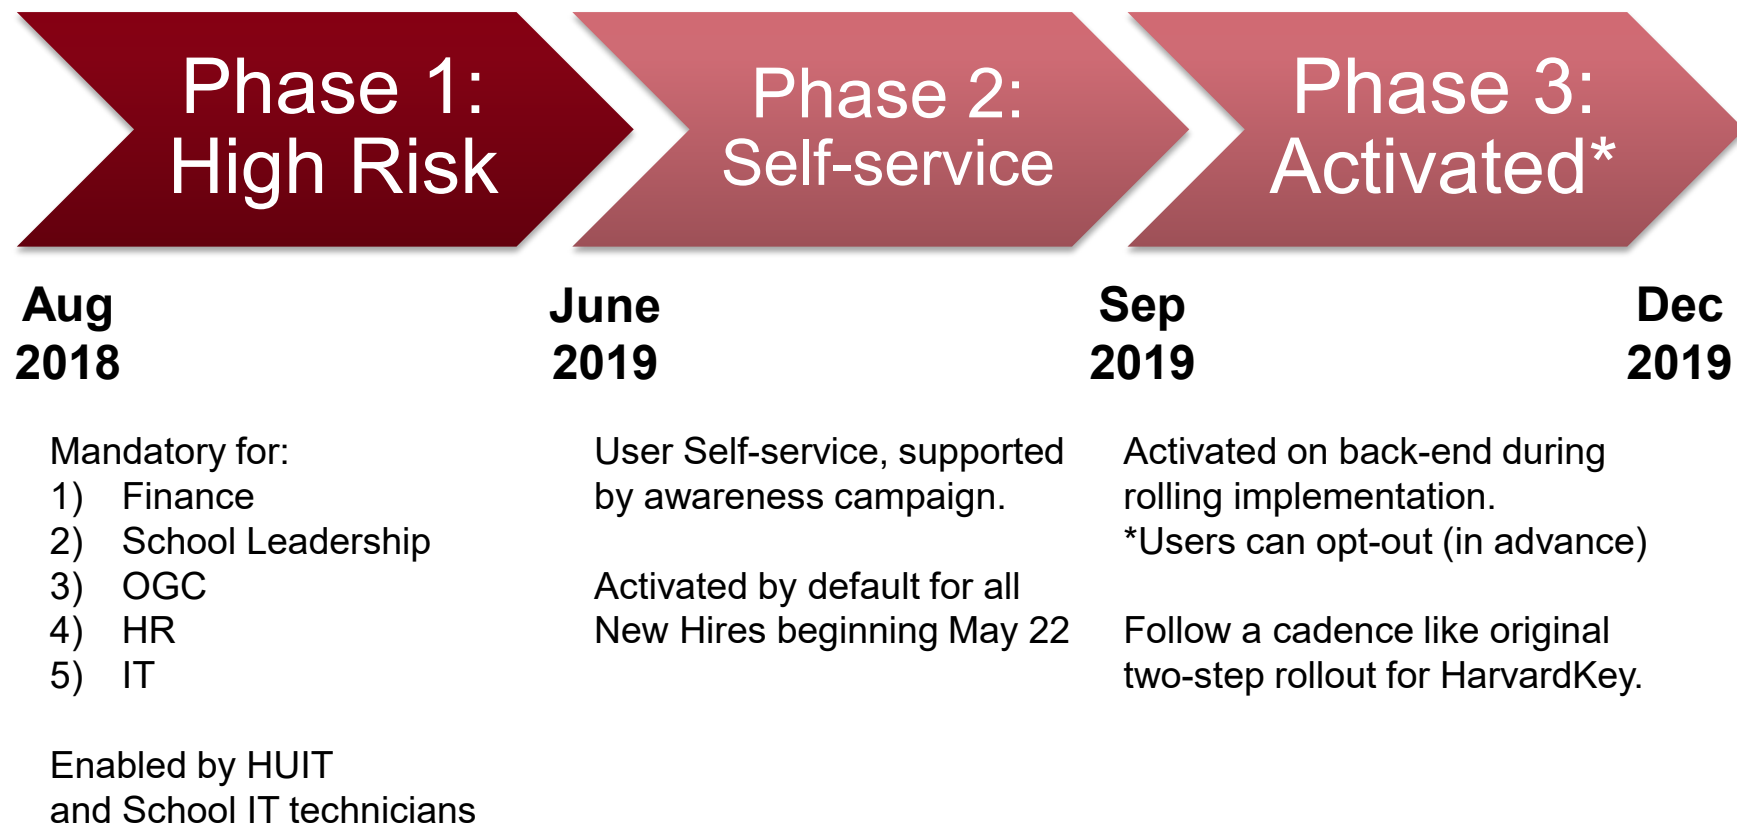 Phase 1:
High Risk
Phase 2:
Self-service
Phase 3:
Activated*
Aug
2018
June
2019
Sep
2019
Dec
2019
Mandatory for:
1) Finance
2) School Leadership
3) OGC
4) HR
5) IT
Enabled by HUIT
and School IT technicians
User Self-service, supported
by awareness campaign.
Activated by default for all
New Hires beginning May 22
Activated on back-end during
rolling implementation.
*Users can opt-out (in advance)
Follow a cadence like original
two-step rollout for HarvardKey.